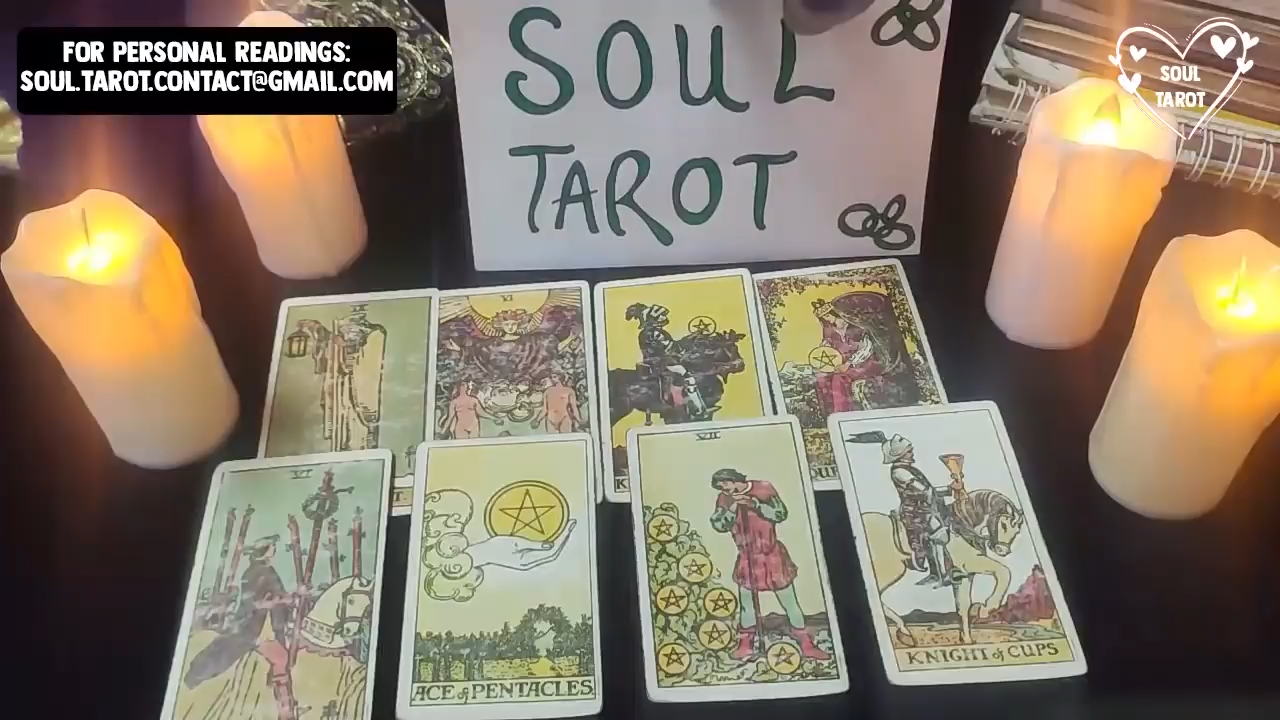 FOR PERSONAL READINGS:
SOUL.TAROT.CONTACT@GMAIL.COM
SOUL
TAROT
SOUL
TAROT
VI
VI
VII
ACE of PENTACLES
KNIGHT of CUPS